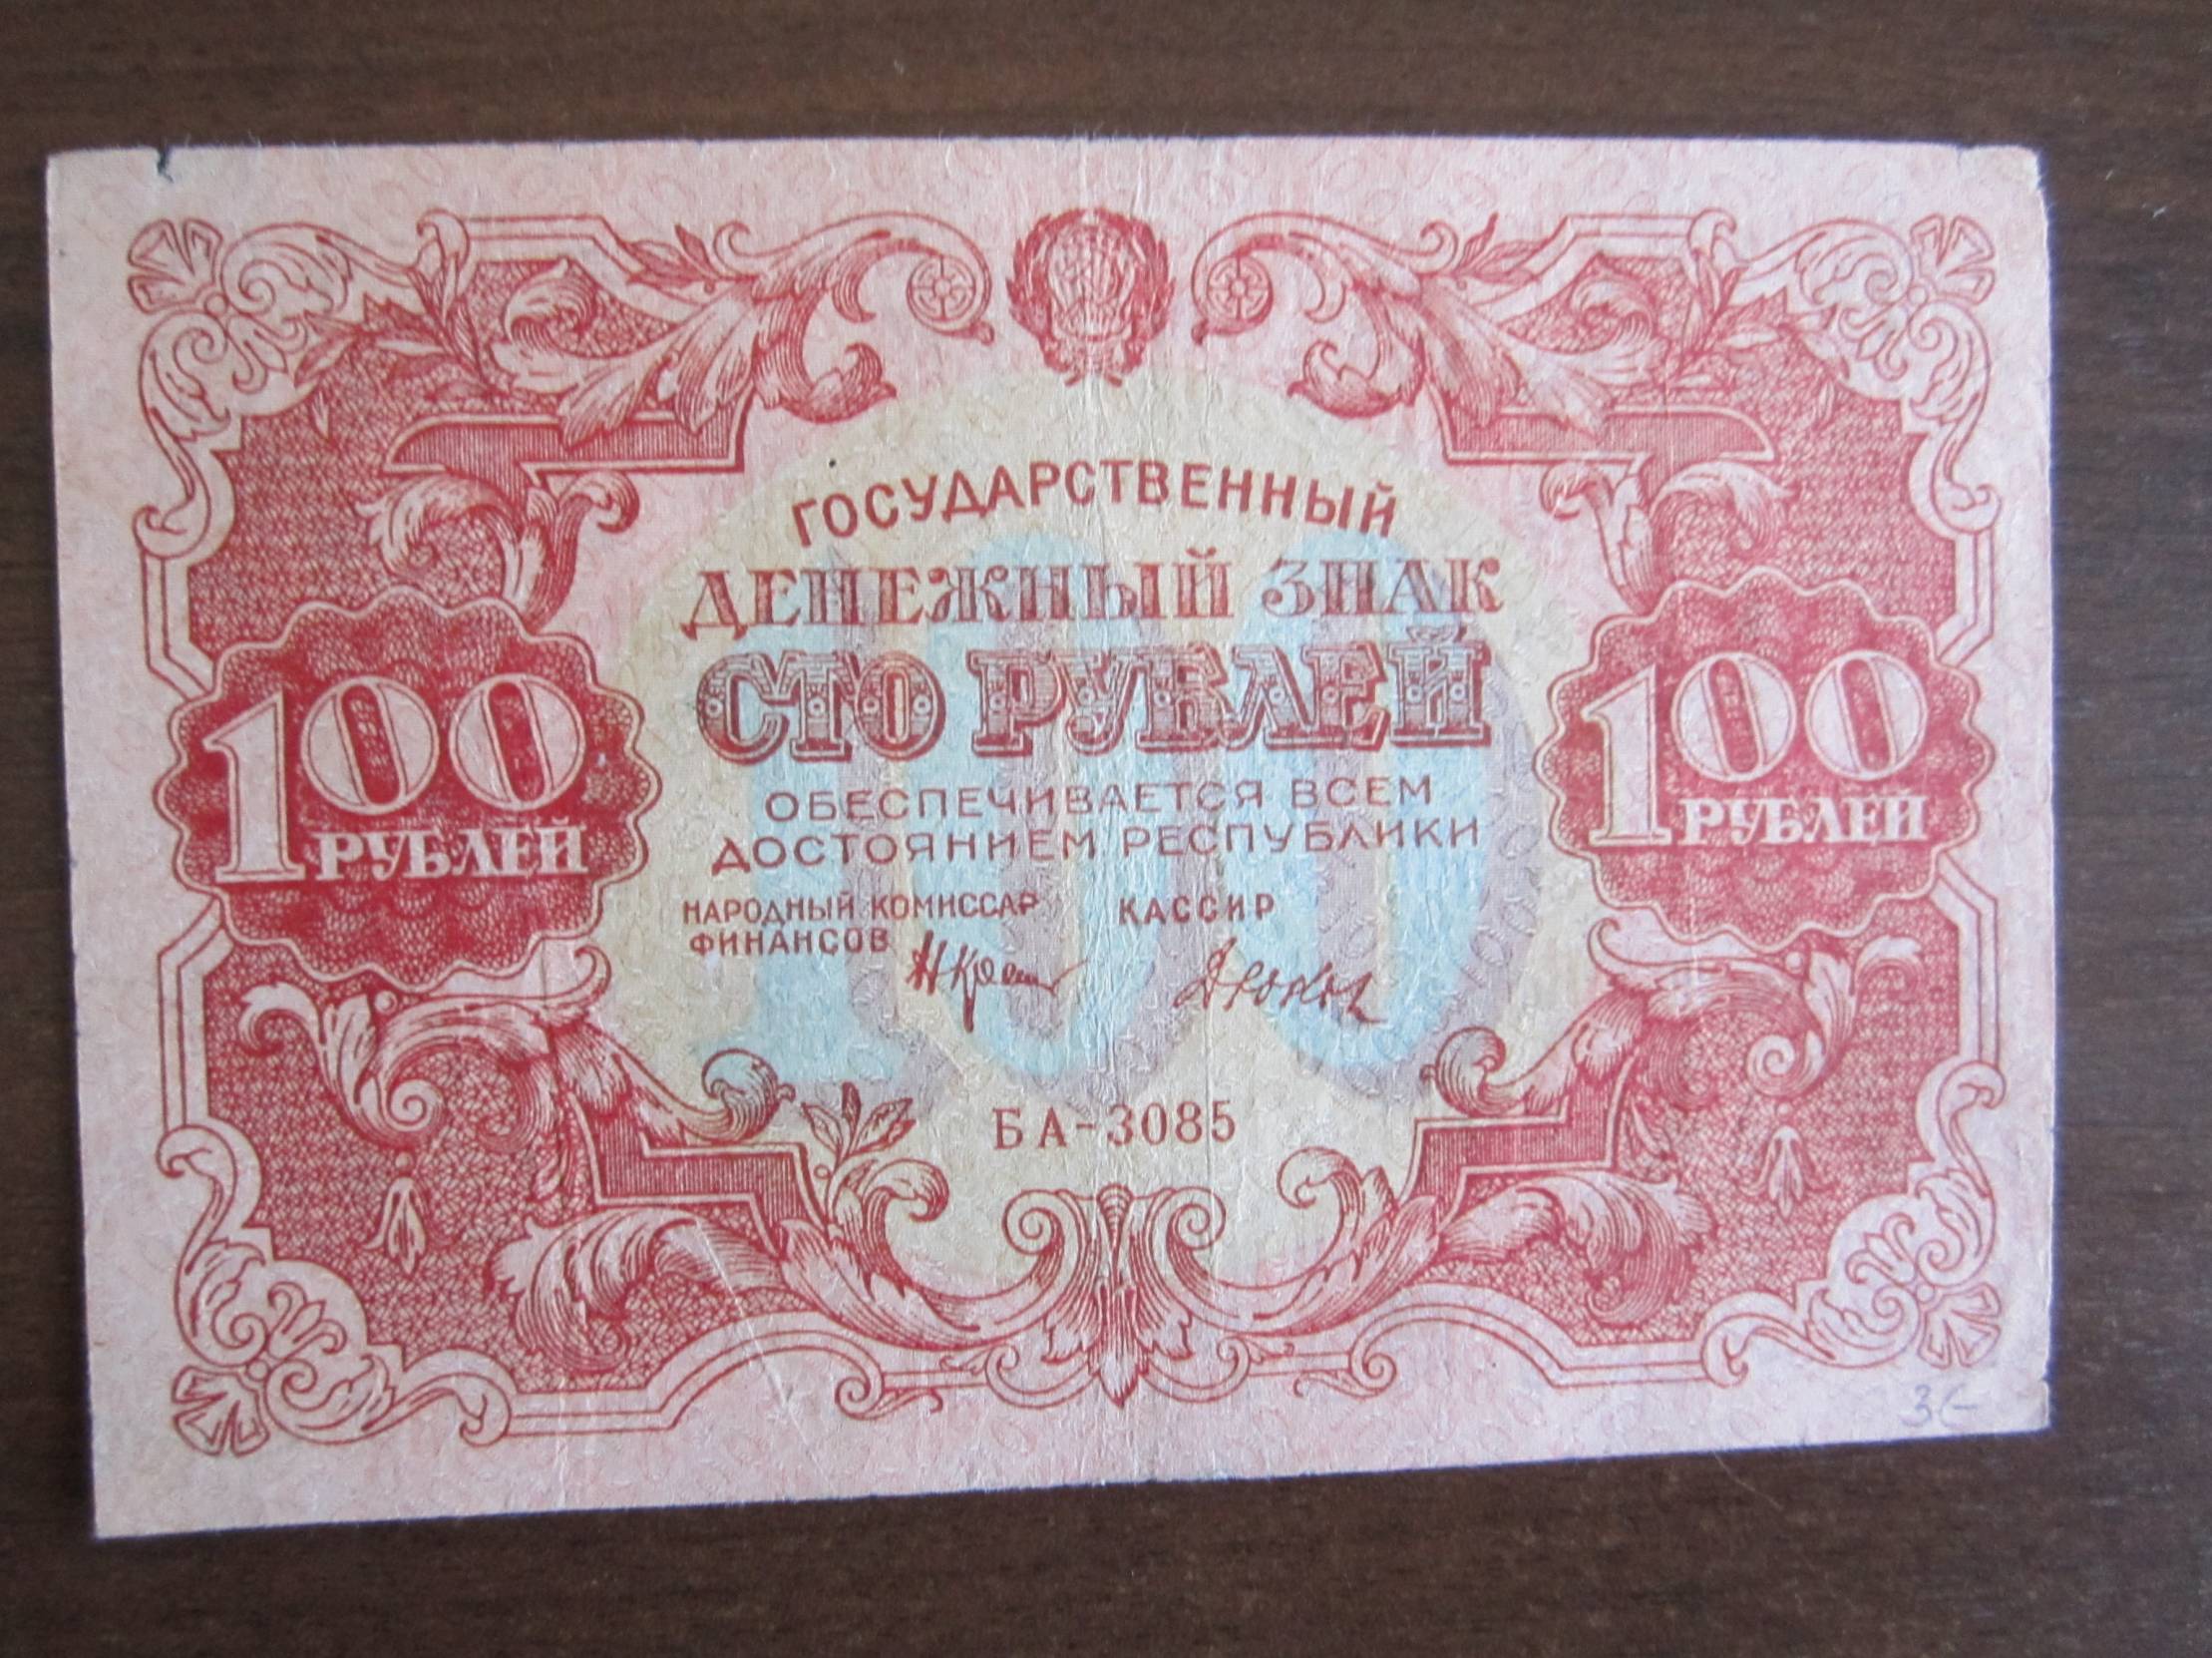 ГОСУДАРСТВЕННЫЙ
ДЕНЕЖНЫЙ ЗНАК
СТО РУБЛЕЙ
100
РУБЛЕЙ
100
РУБЛЕЙ
ОБЕСПЕЧИВАЕТСЯ ВСЕМ
ДОСТОЯНИЕМ РЕСПУБЛИКИ
НАРОДНЫЙ КОМИССАР КАССИР
ФИНАНСОВ
100
БА-3085